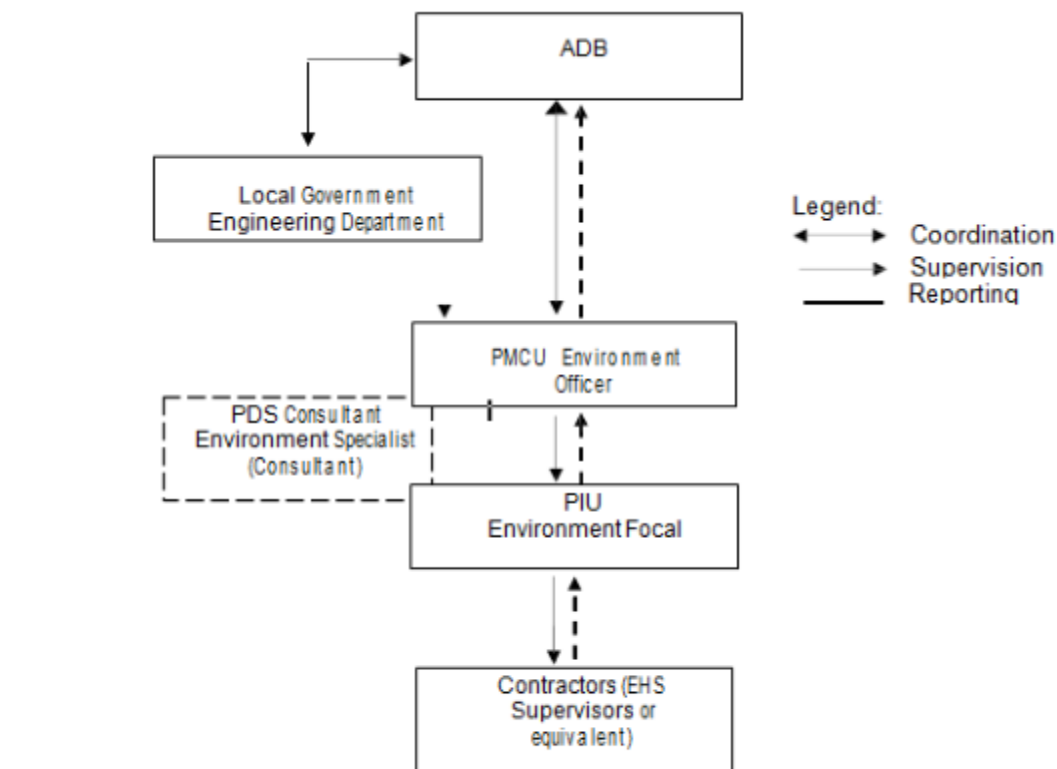 ADB
Local Government
Engineering Department
Legend:
Coordination
Supervision
Reporting
PMCU Environment
Officer
PDS Consultant
Environment Specialist
(Consultant)
PIU
Environment Focal
Contractors (EHS
Supervisors or
equivalent)